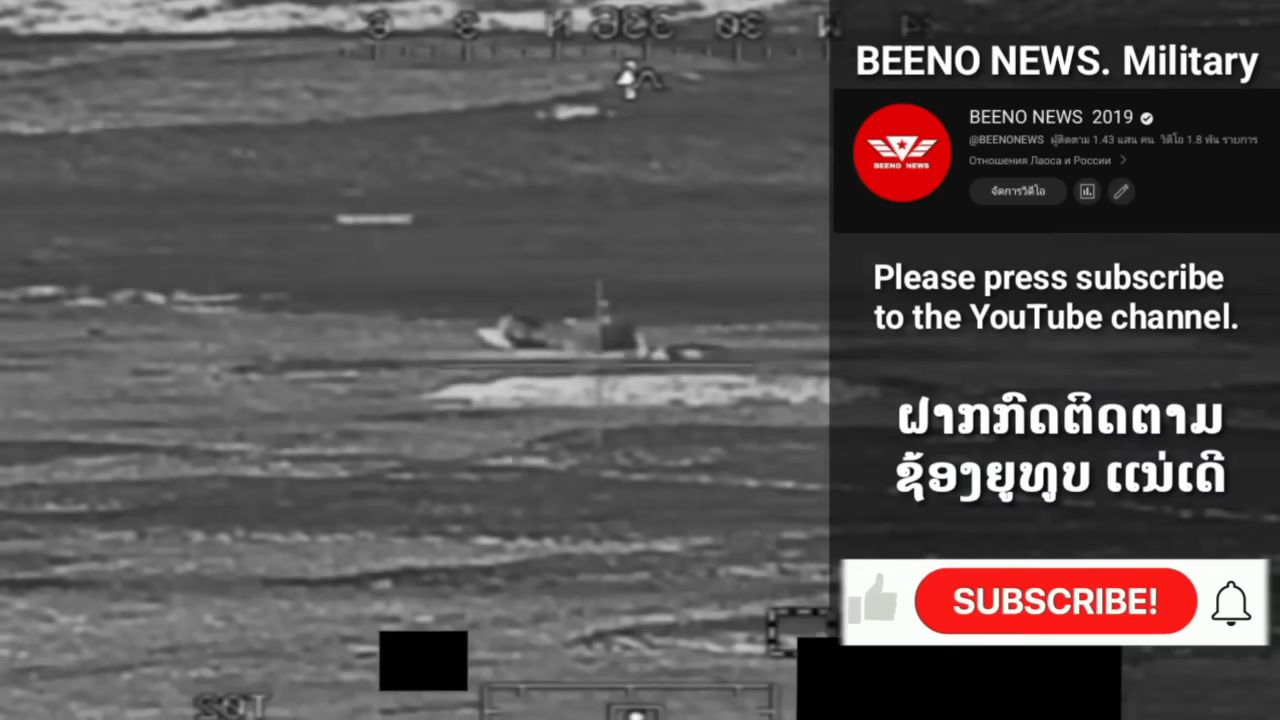 BEENO NEWS. Military
BEENO NEWS 2019
@BEENONEWS ผู้ติดตาม 1.43 แสน คน วิดีโอ 1.8 พัน รายการ
Отношения Лаоса и России
จัดการวิดีโอ
BEENO NEWS
Please press subscribe
to the YouTube channel.
ຝາກກົດຕິດຕາມ
ຊ້ອງຍູທູບ ແນ່ເດີ
SUBSCRIBE!